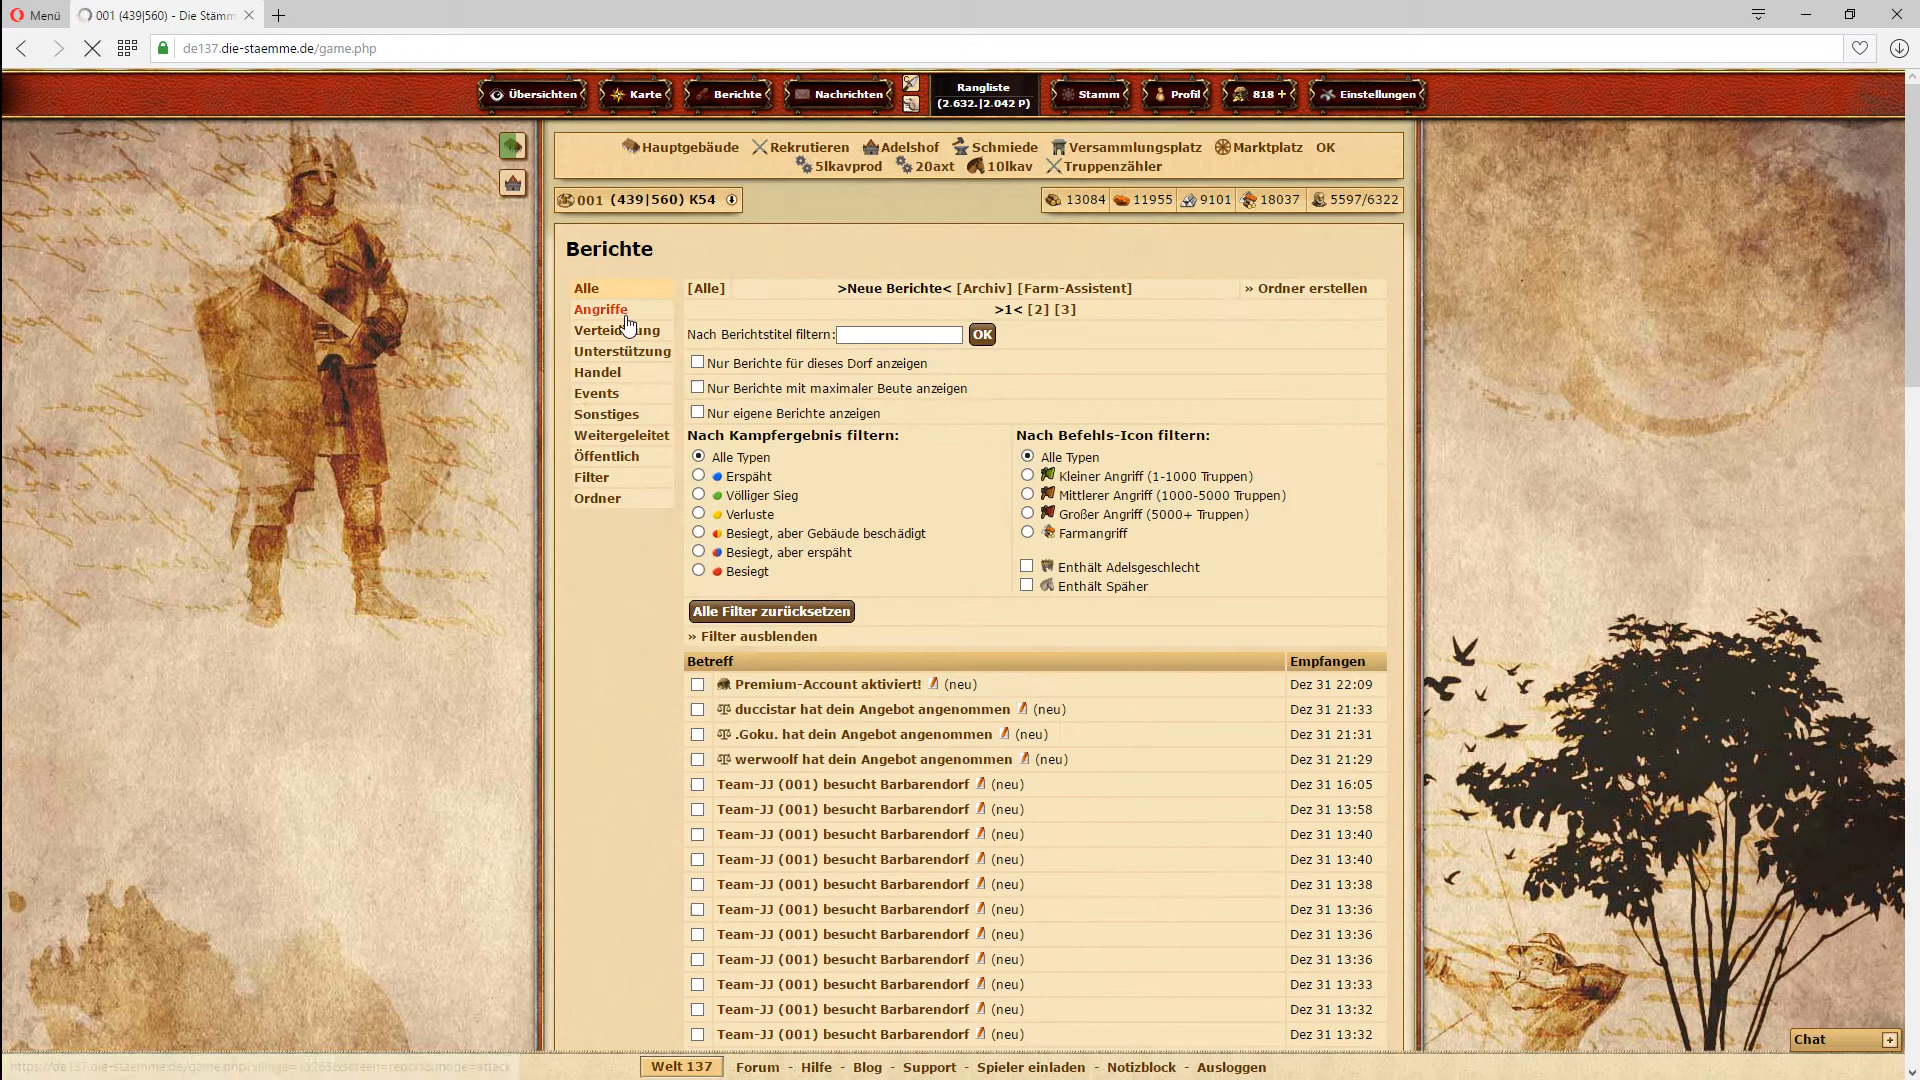 Menü
001 (439|560) - Die Stämm
de137.die-staemme.de/game.php
Übersichten Karte Berichte Nachrichten Rangliste (2.632.|2.042 P) Stamm Profil 818 + Einstellungen
Hauptgebäude Rekrutieren Adelshof Schmiede Versammlungsplatz Marktplatz OK
5lkavprod 20axt 10lkav Truppenzähler
001 (439|560) K54 13084 11955 9101 18037 5597/6322
Berichte
Alle
Angriffe
Verteidigung
Unterstützung
Handel
Events
Sonstiges
Weitergeleitet
Öffentlich
Filter
Ordner
[Alle] >Neue Berichte< [Archiv] [Farm-Assistent] » Ordner erstellen
>1< [2] [3]
Nach Berichtstitel filtern: OK
Nur Berichte für dieses Dorf anzeigen
Nur Berichte mit maximaler Beute anzeigen
Nur eigene Berichte anzeigen
Nach Kampfergebnis filtern:
Alle Typen
Erspäht
Völliger Sieg
Verluste
Besiegt, aber Gebäude beschädigt
Besiegt, aber erspäht
Besiegt
Nach Befehls-Icon filtern:
Alle Typen
Kleiner Angriff (1-1000 Truppen)
Mittlerer Angriff (1000-5000 Truppen)
Großer Angriff (5000+ Truppen)
Farmangriff
Enthält Adelsgeschlecht
Enthält Späher
Alle Filter zurücksetzen
» Filter ausblenden
Betreff Empfangen
Premium-Account aktiviert! (neu) Dez 31 22:09
duccistar hat dein Angebot angenommen (neu) Dez 31 21:33
.Goku. hat dein Angebot angenommen (neu) Dez 31 21:31
werwoolf hat dein Angebot angenommen (neu) Dez 31 21:29
Team-JJ (001) besucht Barbarendorf (neu) Dez 31 16:05
Team-JJ (001) besucht Barbarendorf (neu) Dez 31 13:58
Team-JJ (001) besucht Barbarendorf (neu) Dez 31 13:40
Team-JJ (001) besucht Barbarendorf (neu) Dez 31 13:40
Team-JJ (001) besucht Barbarendorf (neu) Dez 31 13:38
Team-JJ (001) besucht Barbarendorf (neu) Dez 31 13:36
Team-JJ (001) besucht Barbarendorf (neu) Dez 31 13:36
Team-JJ (001) besucht Barbarendorf (neu) Dez 31 13:36
Team-JJ (001) besucht Barbarendorf (neu) Dez 31 13:33
Team-JJ (001) besucht Barbarendorf (neu) Dez 31 13:32
Team-JJ (001) besucht Barbarendorf (neu) Dez 31 13:32
Chat +
Welt 137 Forum - Hilfe - Blog - Support - Spieler einladen - Notizblock - Ausloggen